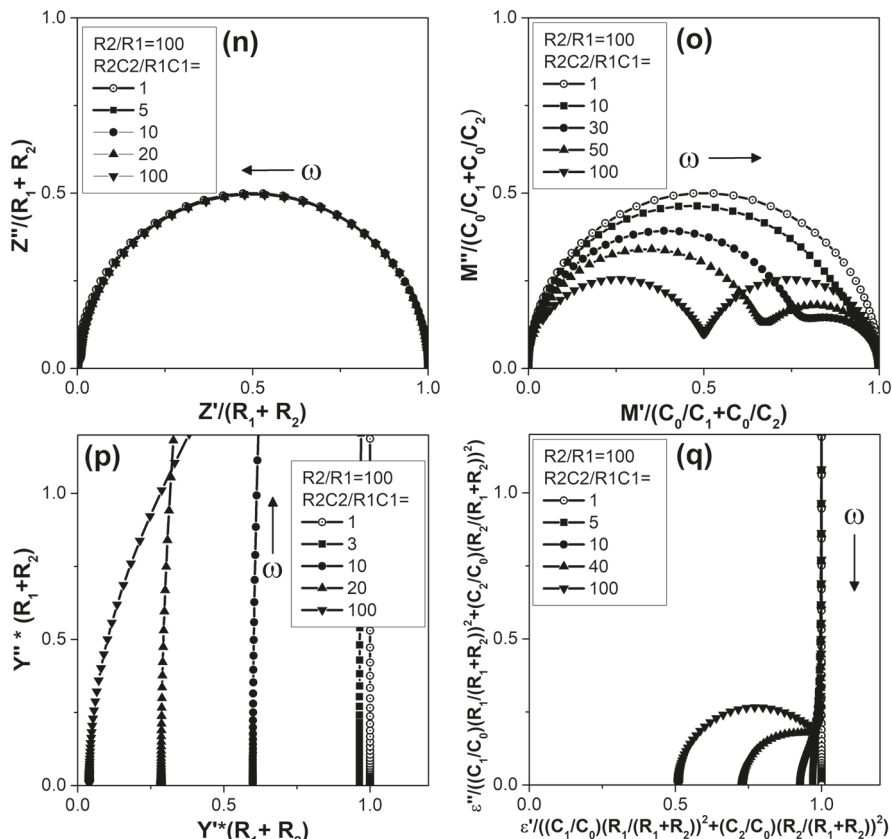 (n)
R2/R1=100
R2C2/R1C1=
1
5
10
20
100
ω
1.0
0.5
0.0
0.0
0.5
1.0
Z''/(R1+ R2)
Z'/(R1+ R2)
(o)
R2/R1=100
R2C2/R1C1=
1
10
30
50
100
ω
1.0
0.5
0.0
0.0
0.5
1.0
M''/(C0/C1+C0/C2)
M'/(C0/C1+C0/C2)
(p)
R2/R1=100
R2C2/R1C1=
1
3
10
20
100
ω
1.0
0.5
0.0
0.0
0.5
1.0
Y'' * (R1+R2)
Y'*(R1+ R2)
(q)
R2/R1=100
R2C2/R1C1=
1
5
10
40
100
ω
1.0
0.5
0.0
0.0
0.5
1.0
ε''/((C1/C0)(R1/(R1+R2))²+(C2/C0)(R2/(R1+R2))²)
ε'/((C1/C0)(R1/(R1+R2))²+(C2/C0)(R2/(R1+R2))²)